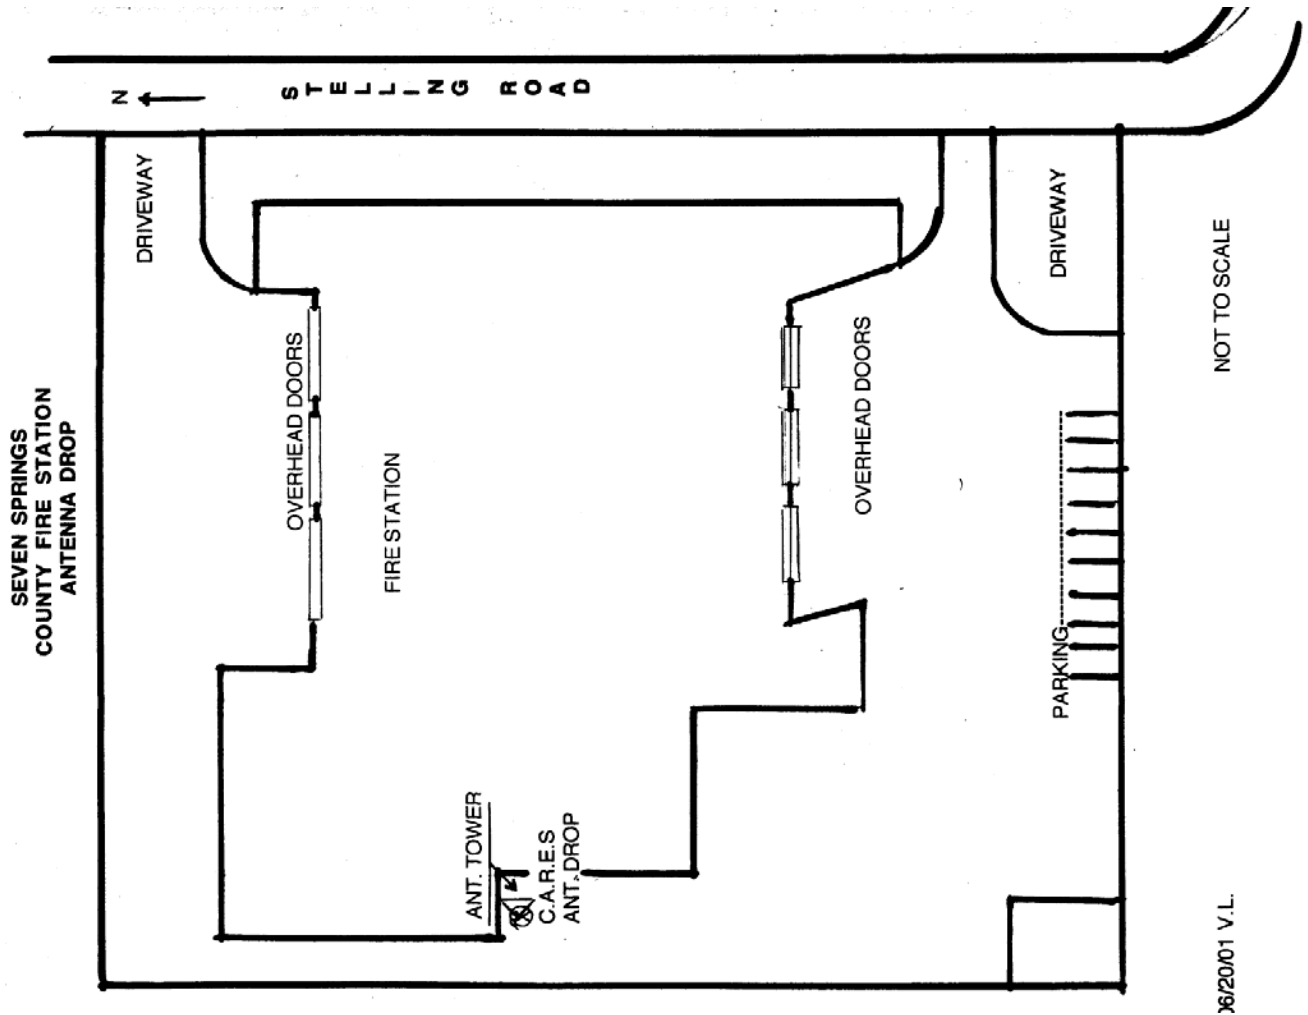 SEVEN SPRINGS
COUNTY FIRE STATION
ANTENNA DROP
N
STELLING ROAD
DRIVEWAY
OVERHEAD DOORS
FIRE STATION
ANT. TOWER
C.A.R.E.S
ANT. DROP
OVERHEAD DOORS
DRIVEWAY
PARKING
NOT TO SCALE
06/20/01 V.L.